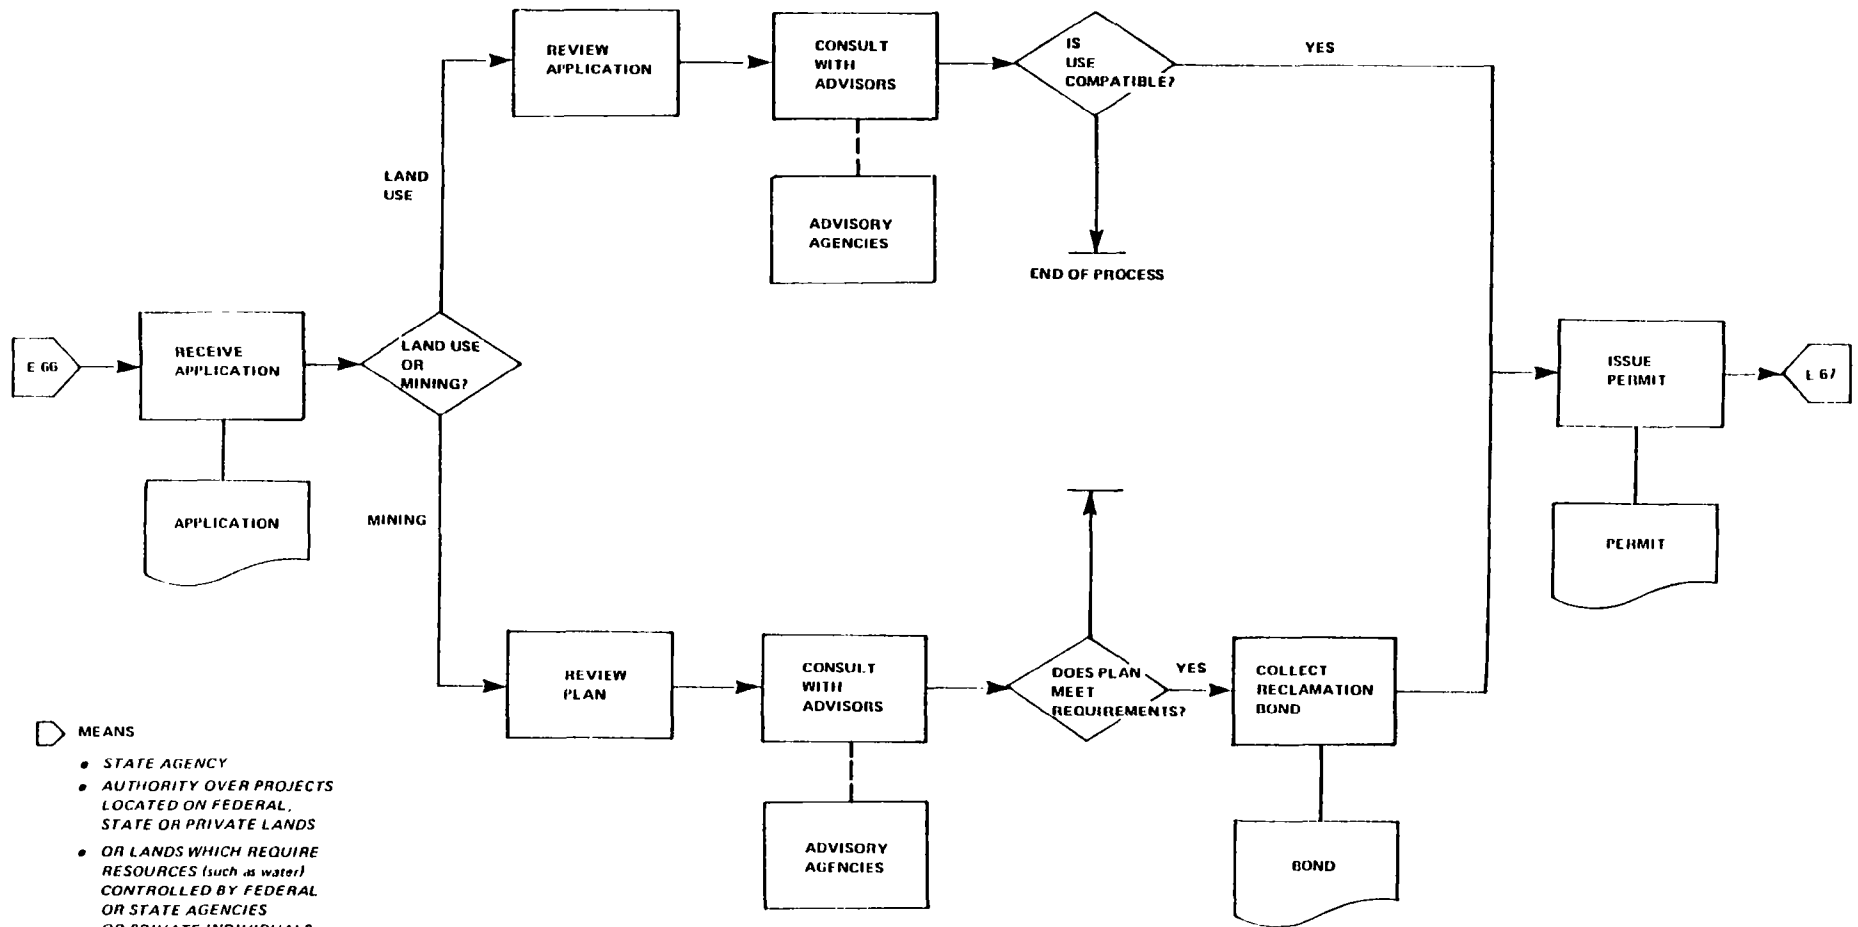 REVIEW
APPLICATION
CONSULT
WITH
ADVISORS
IS
USE
COMPATIBLE?
YES
LAND
USE
ADVISORY
AGENCIES
END OF PROCESS
E 66
RECEIVE
APPLICATION
LAND USE
OR
MINING?
ISSUE
PERMIT
E 67
APPLICATION
MINING
PERMIT
REVIEW
PLAN
CONSULT
WITH
ADVISORS
DOES PLAN
MEET
REQUIREMENTS?
YES
COLLECT
RECLAMATION
BOND
ADVISORY
AGENCIES
BOND
MEANS
• STATE AGENCY
• AUTHORITY OVER PROJECTS
LOCATED ON FEDERAL,
STATE OR PRIVATE LANDS
• OR LANDS WHICH REQUIRE
RESOURCES (such as water)
CONTROLLED BY FEDERAL
OR STATE AGENCIES
OR PRIVATE INDIVIDUALS